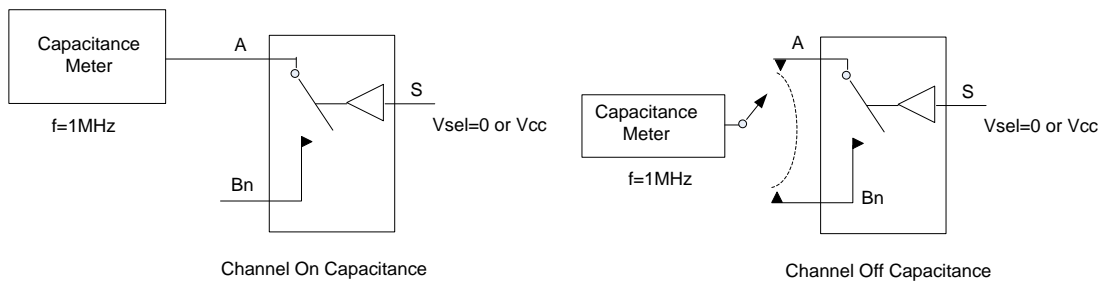 Capacitance
Meter
f=1MHz
A
S
Vsel=0 or Vcc
Bn
Channel On Capacitance
Capacitance
Meter
f=1MHz
A
S
Vsel=0 or Vcc
Bn
Channel Off Capacitance